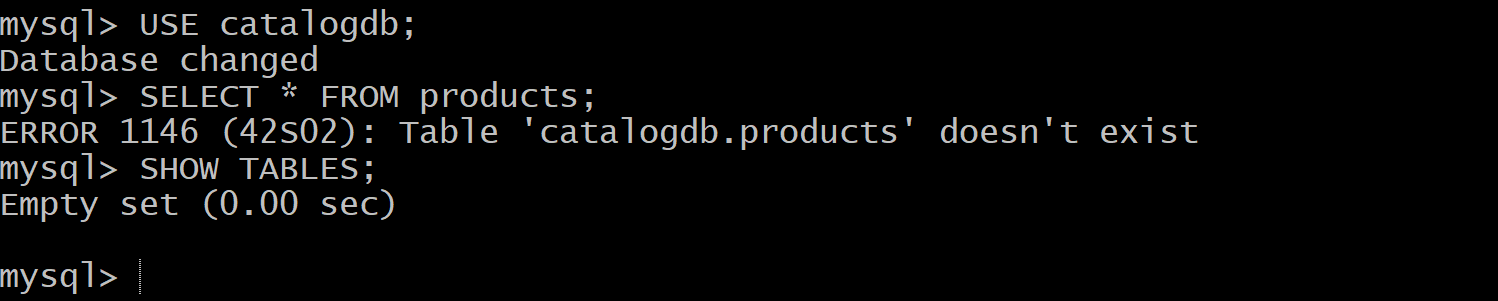 mysql> USE catalogdb;
Database changed
mysql> SELECT * FROM products;
ERROR 1146 (42S02): Table 'catalogdb.products' doesn't exist
mysql> SHOW TABLES;
Empty set (0.00 sec)
mysql>